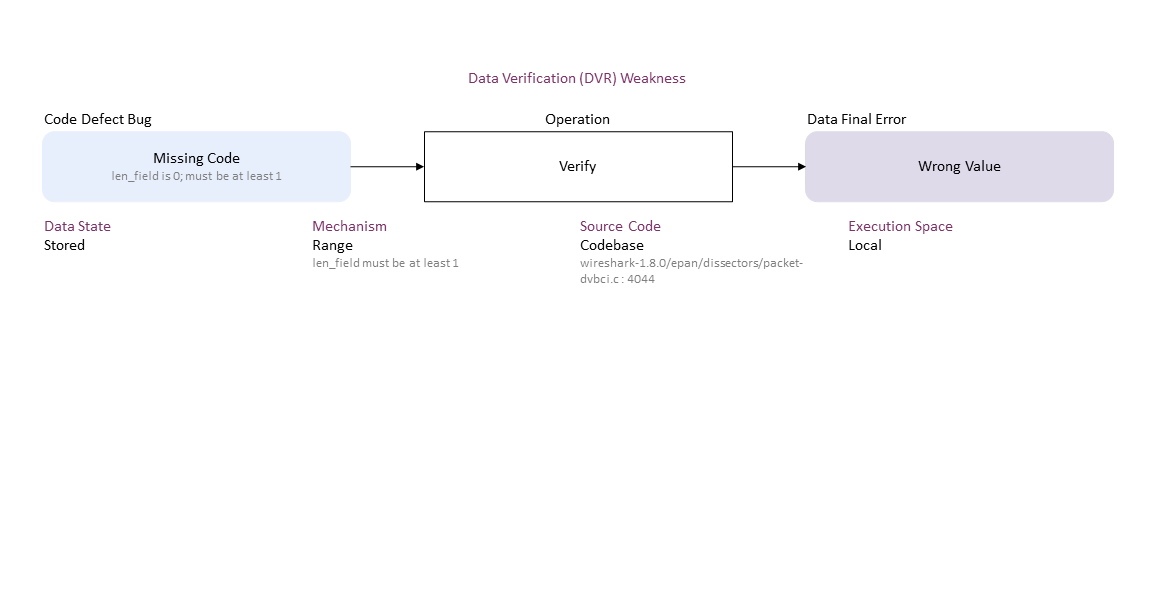 Data Verification (DVR) Weakness
Code Defect Bug
Operation
Data Final Error
Missing Code
len_field is 0; must be at least 1
Verify
Wrong Value
Data State
Stored
Mechanism
Range
len_field must be at least 1
Source Code
Codebase
wireshark-1.8.0/epan/dissectors/packet-
dvbci.c : 4044
Execution Space
Local